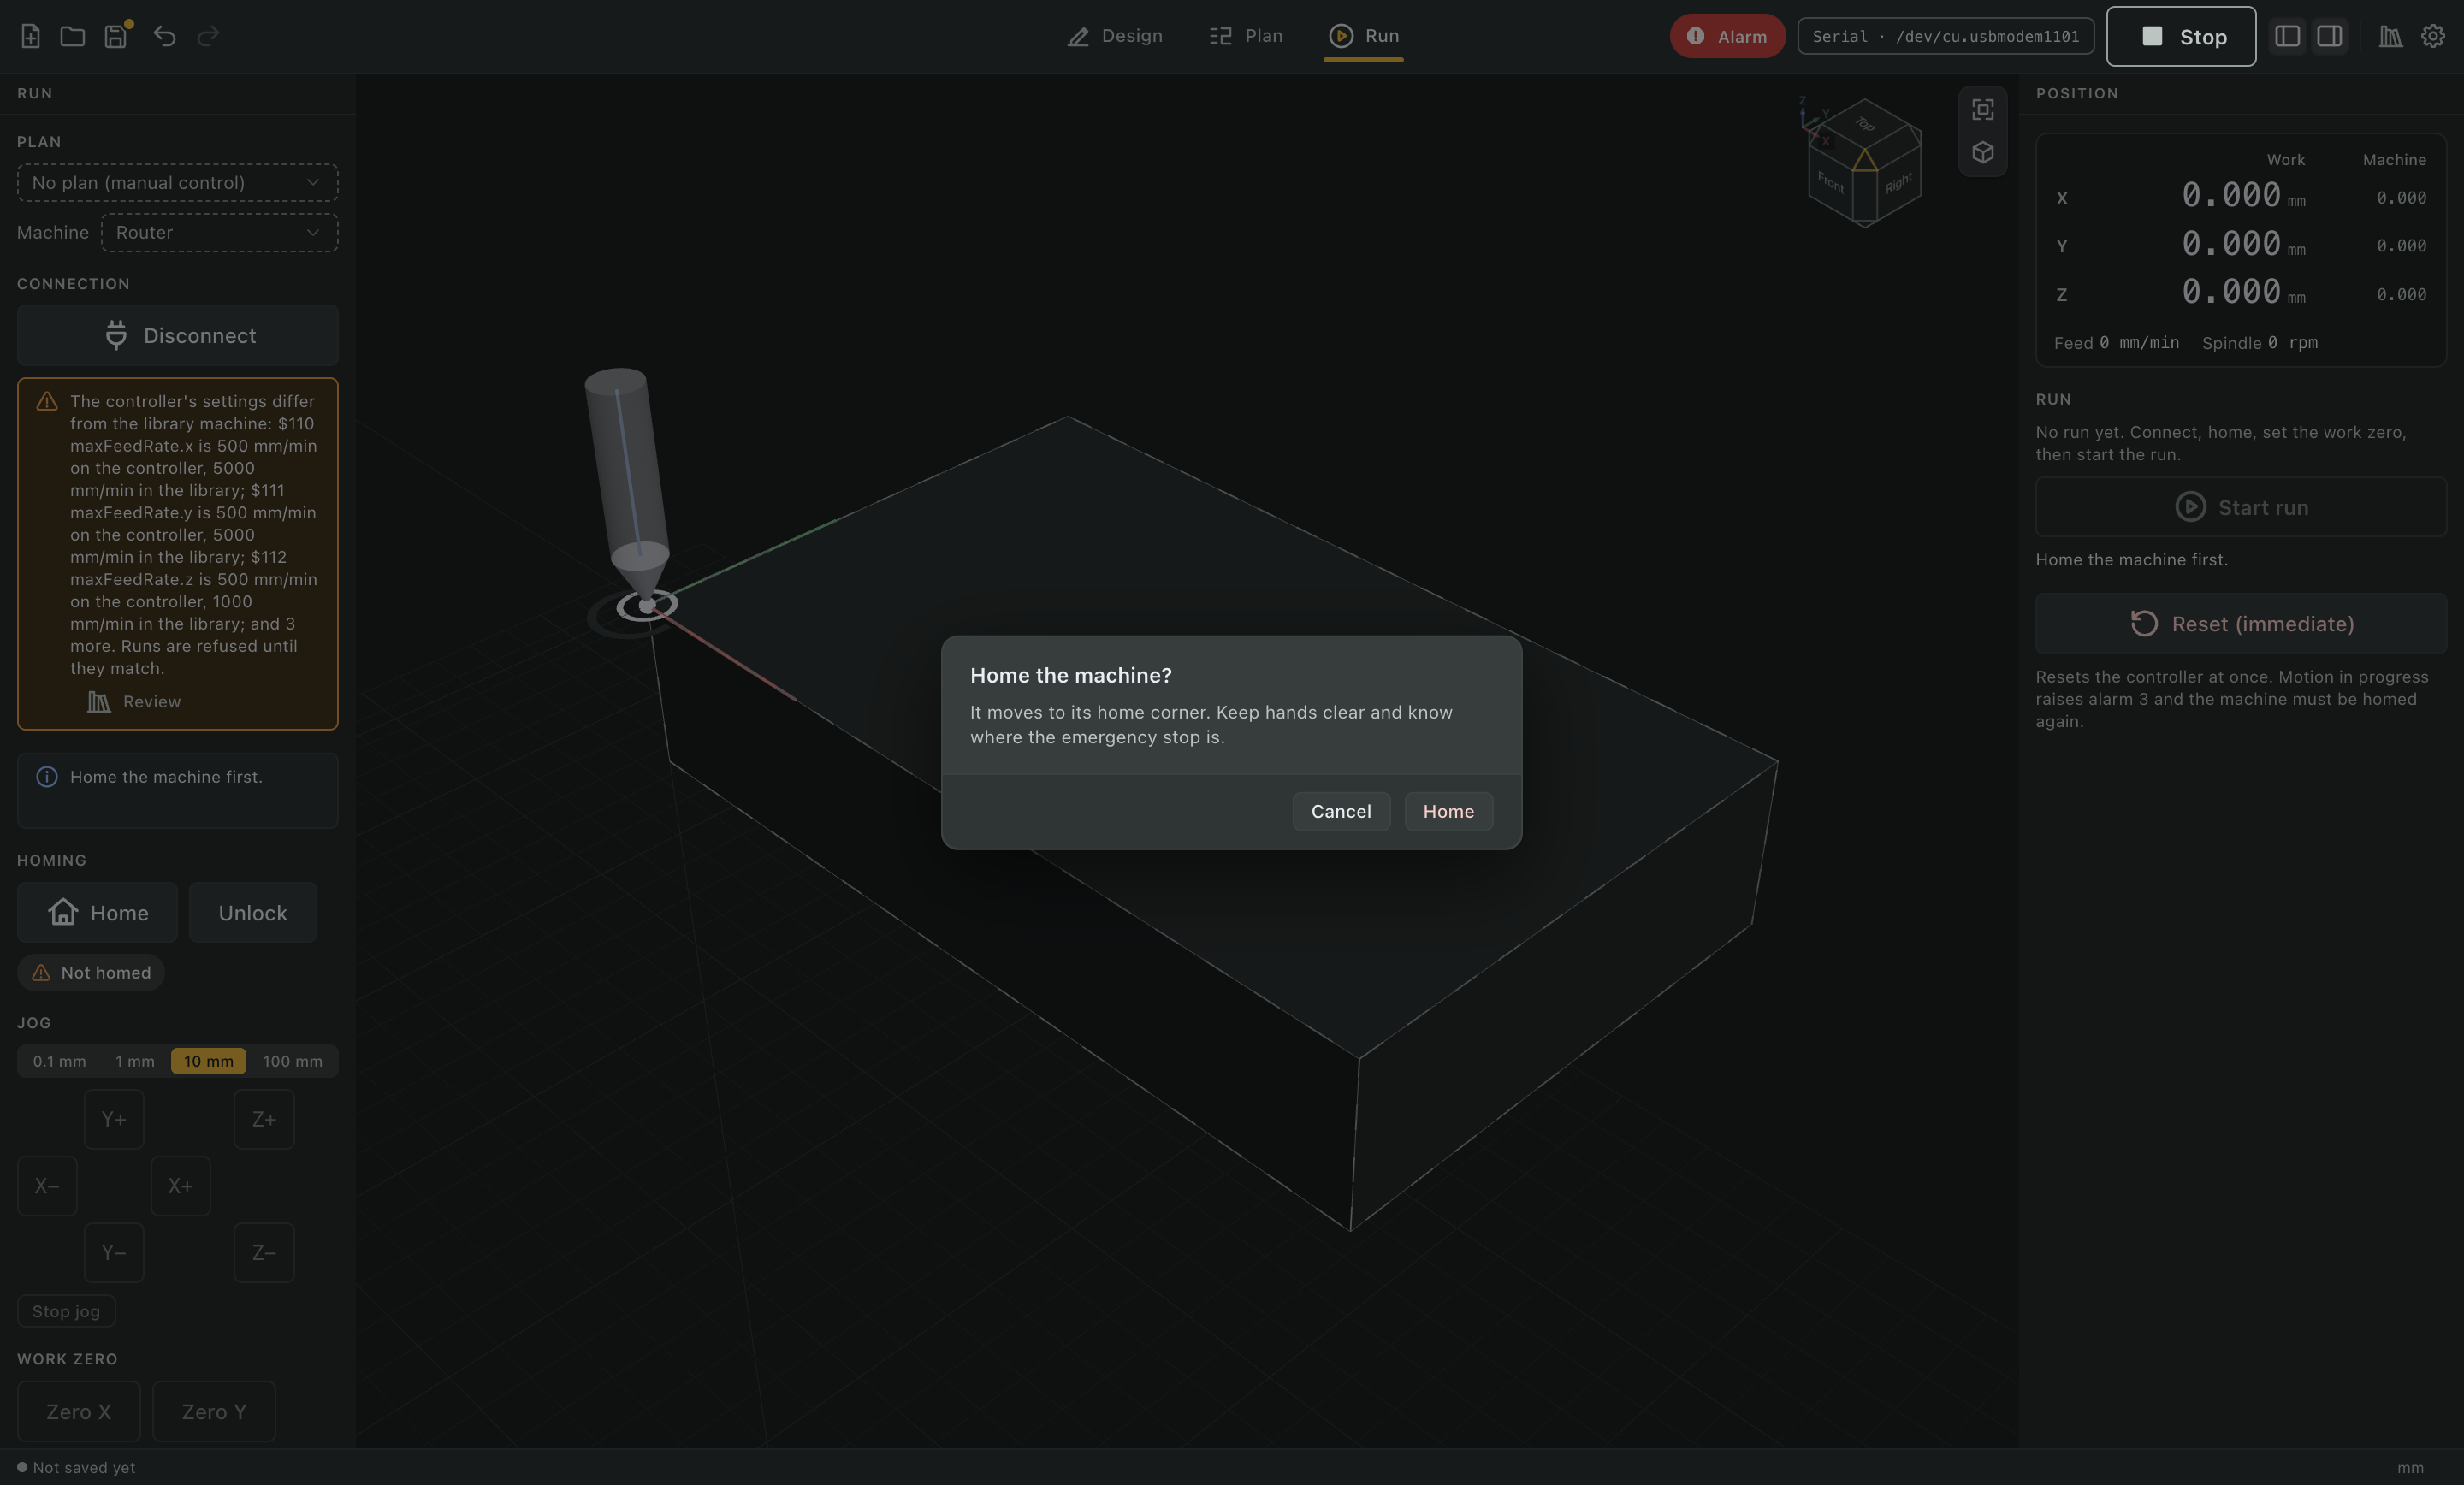 Design
Plan
Run
Alarm
Serial · /dev/cu.usbmodem1101
Stop
RUN
PLAN
No plan (manual control)
Machine
Router
CONNECTION
Disconnect
The controller's settings differ
from the library machine: $110
maxFeedRate.x is 500 mm/min
on the controller, 5000
mm/min in the library; $111
maxFeedRate.y is 500 mm/min
on the controller, 5000
mm/min in the library; $112
maxFeedRate.z is 500 mm/min
on the controller, 1000
mm/min in the library; and 3
more. Runs are refused until
they match.
Review
Home the machine first.
HOMING
Home
Unlock
Not homed
JOG
0.1 mm
1 mm
10 mm
100 mm
Y+
Z+
X−
X+
Y−
Z−
Stop jog
WORK ZERO
Zero X
Zero Y
Not saved yet
Z
Y
X
Top
Front
Right
Home the machine?
It moves to its home corner. Keep hands clear and know
where the emergency stop is.
Cancel
Home
POSITION
Work Machine
X 0.000 mm 0.000
Y 0.000 mm 0.000
Z 0.000 mm 0.000
Feed 0 mm/min Spindle 0 rpm
RUN
No run yet. Connect, home, set the work zero,
then start the run.
Start run
Home the machine first.
Reset (immediate)
Resets the controller at once. Motion in progress
raises alarm 3 and the machine must be homed
again.
mm